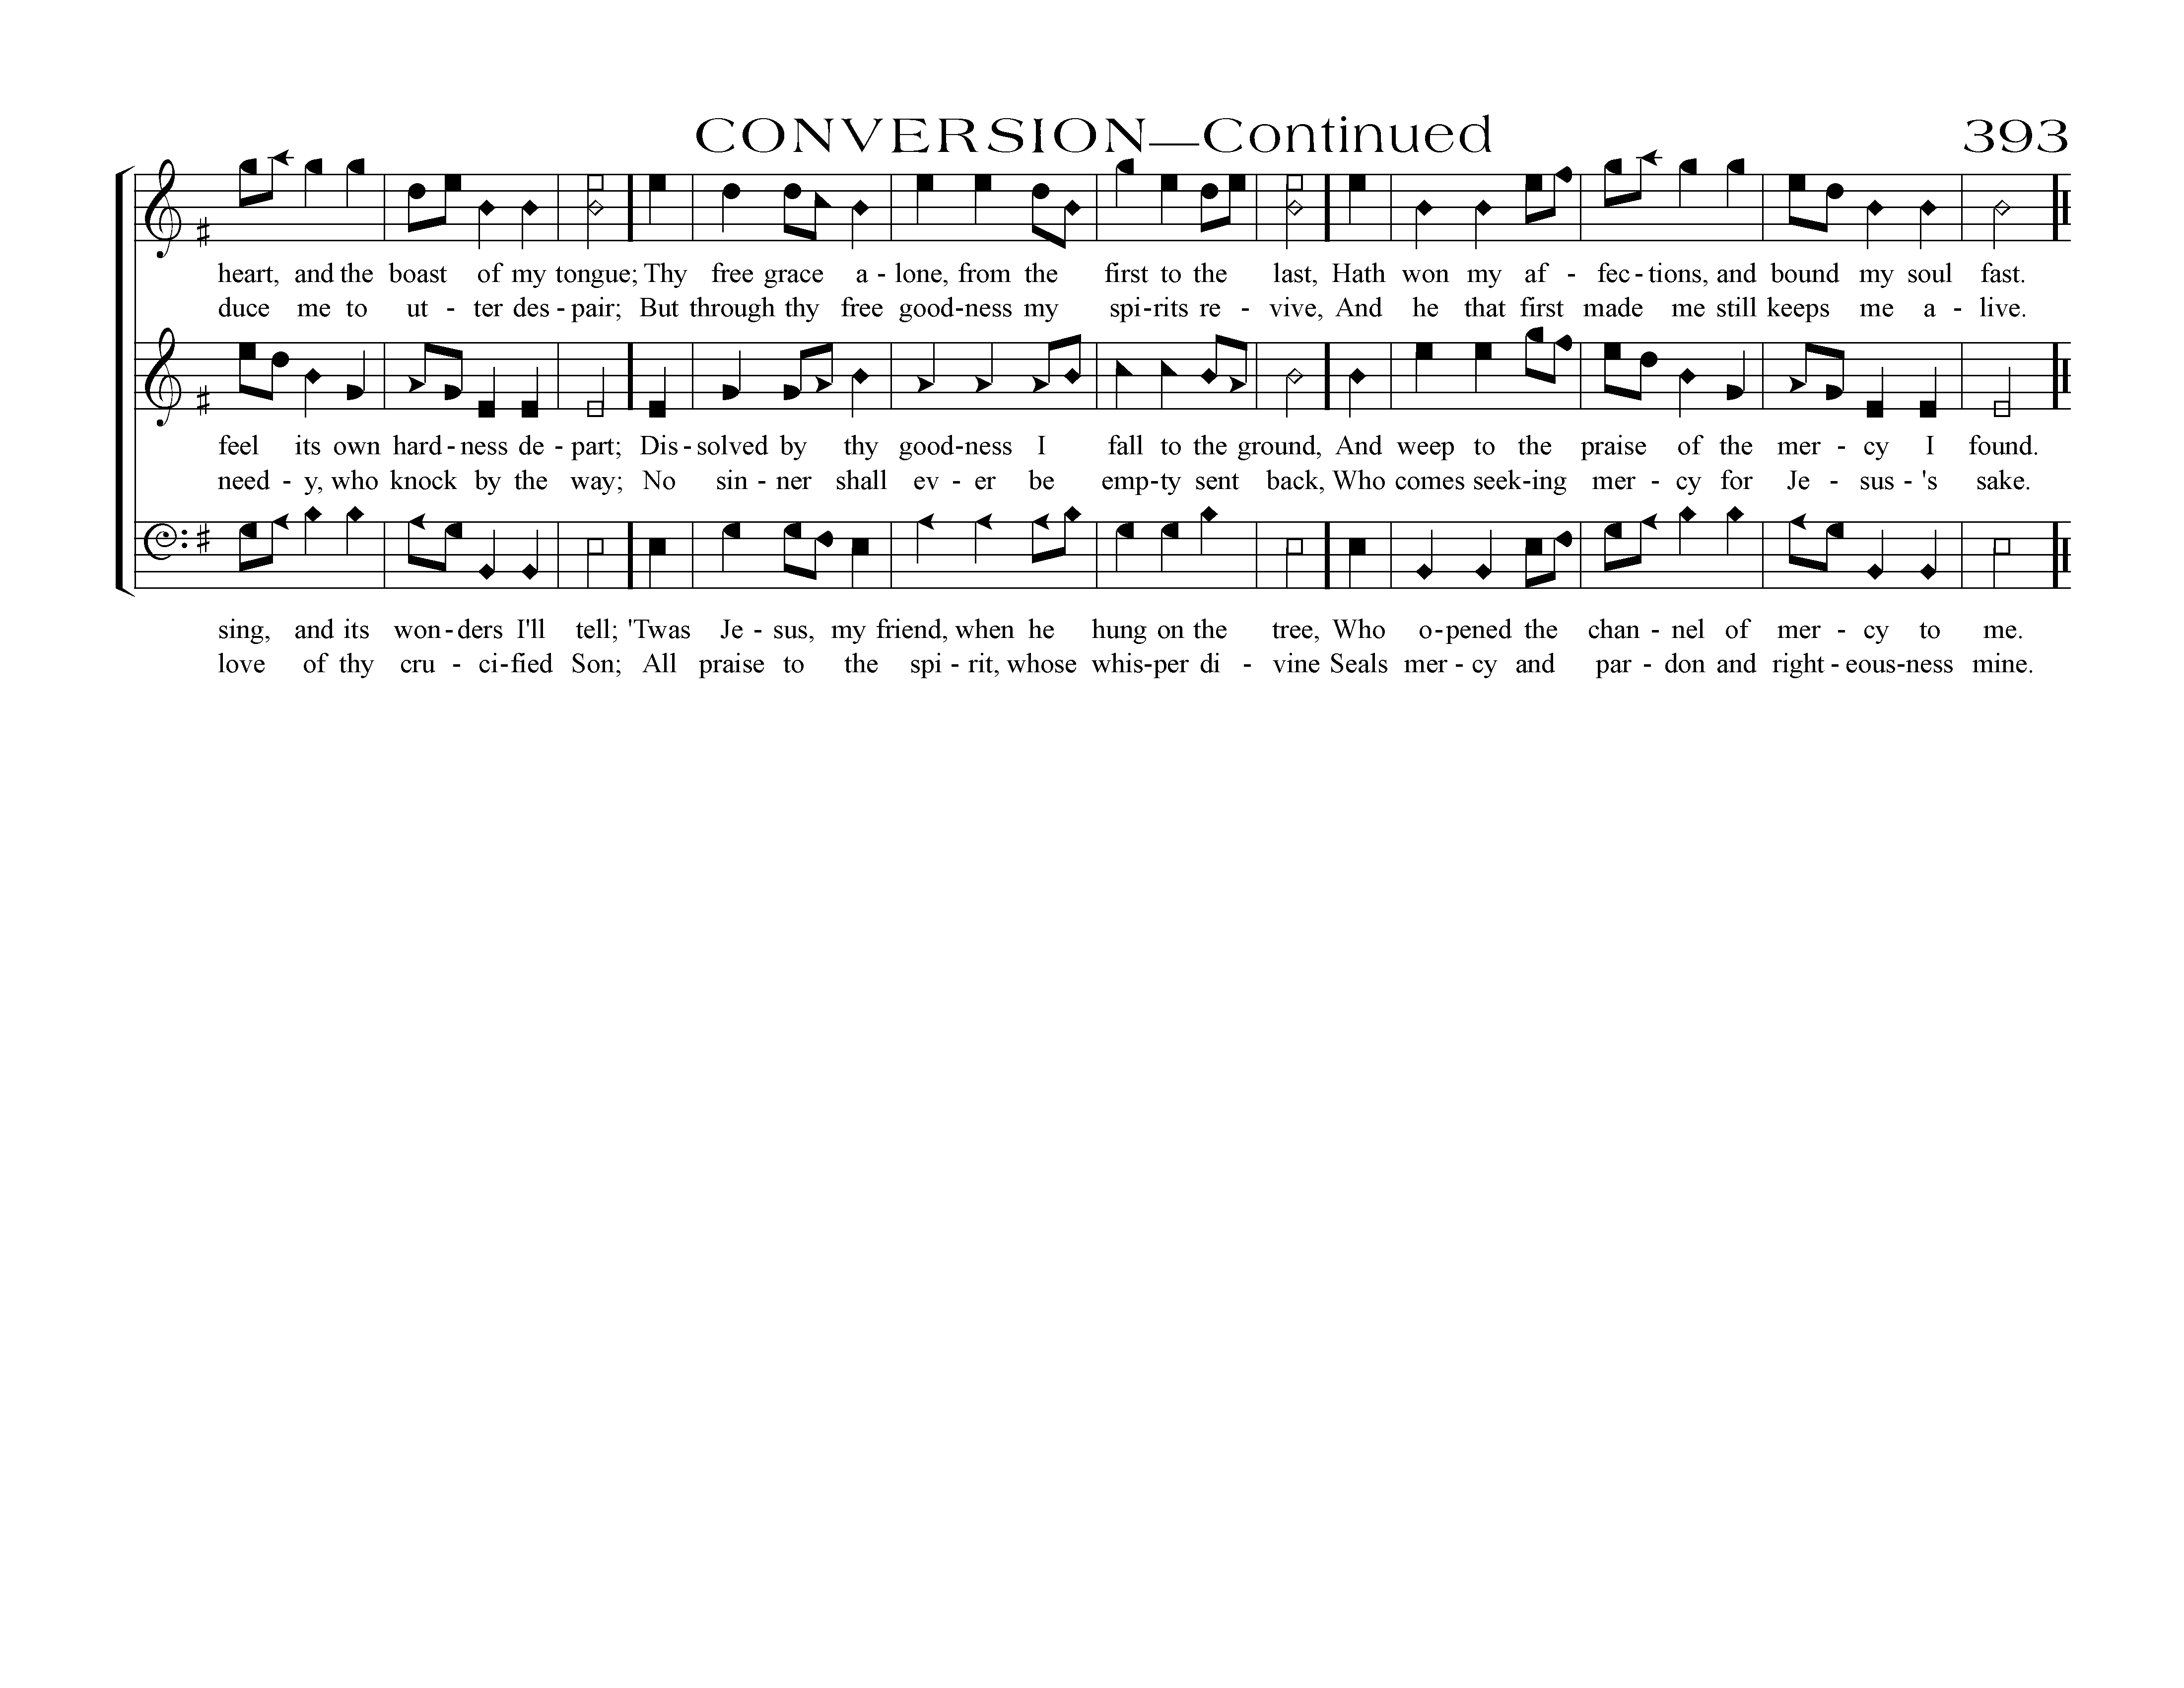 CONVERSION—Continued 393
heart, and the boast of my tongue; Thy free grace a - lone, from the first to the last, Hath won my af - fec - tions, and bound my soul fast.
duce me to ut - ter des - pair; But through thy free good - ness my spi - rits re - vive, And he that first made me still keeps me a - live.
feel its own hard - ness de - part; Dis - solved by thy good - ness I fall to the ground, And weep to the praise of the mer - cy I found.
need - y, who knock by the way; No sin - ner shall ev - er be emp - ty sent back, Who comes seek - ing mer - cy for Je - sus - 's sake.
sing, and its won - ders I'll tell; 'Twas Je - sus, my friend, when he hung on the tree, Who o - pened the chan - nel of mer - cy to me.
love of thy cru - ci - fied Son; All praise to the spi - rit, whose whis - per di - vine Seals mer - cy and par - don and right - eous - ness mine.